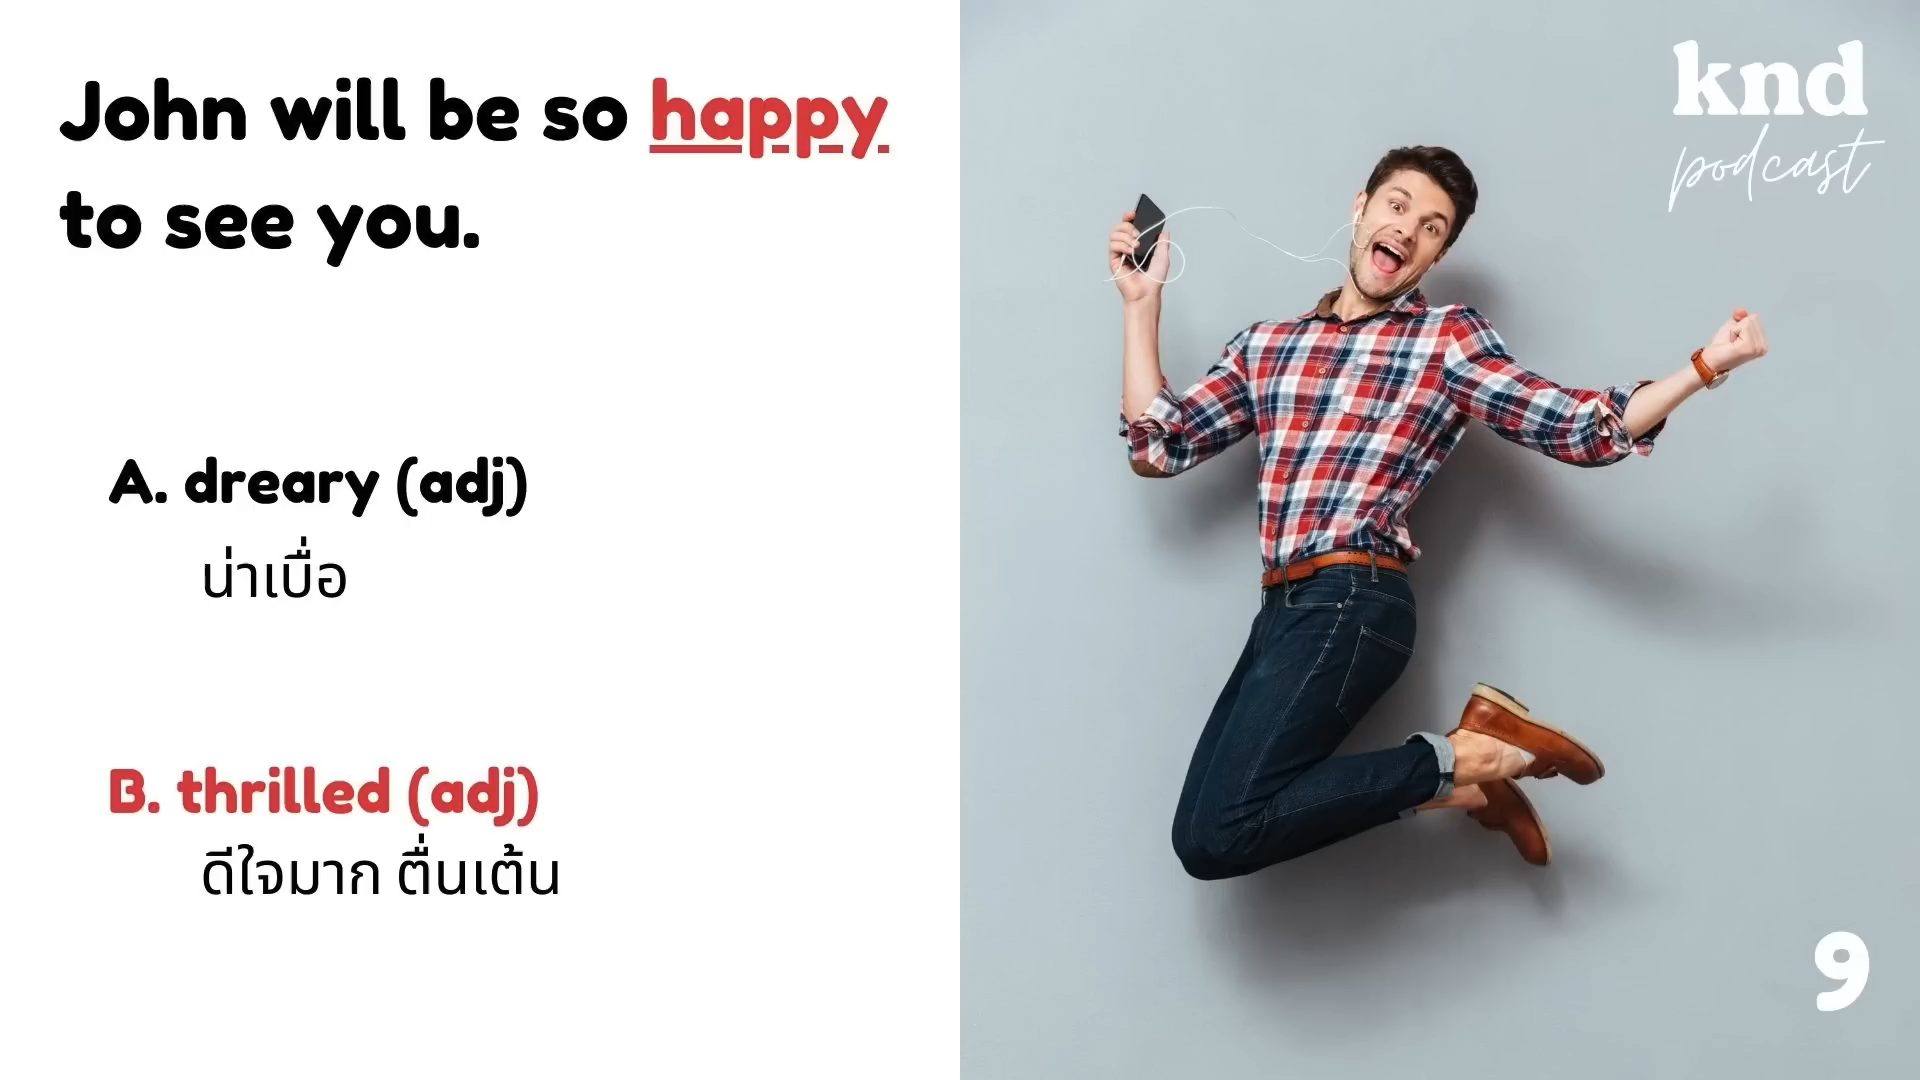 John will be so happy
to see you.
A. dreary (adj)
น่าเบื่อ
B. thrilled (adj)
ดีใจมาก ตื่นเต้น
knd
podcast
9